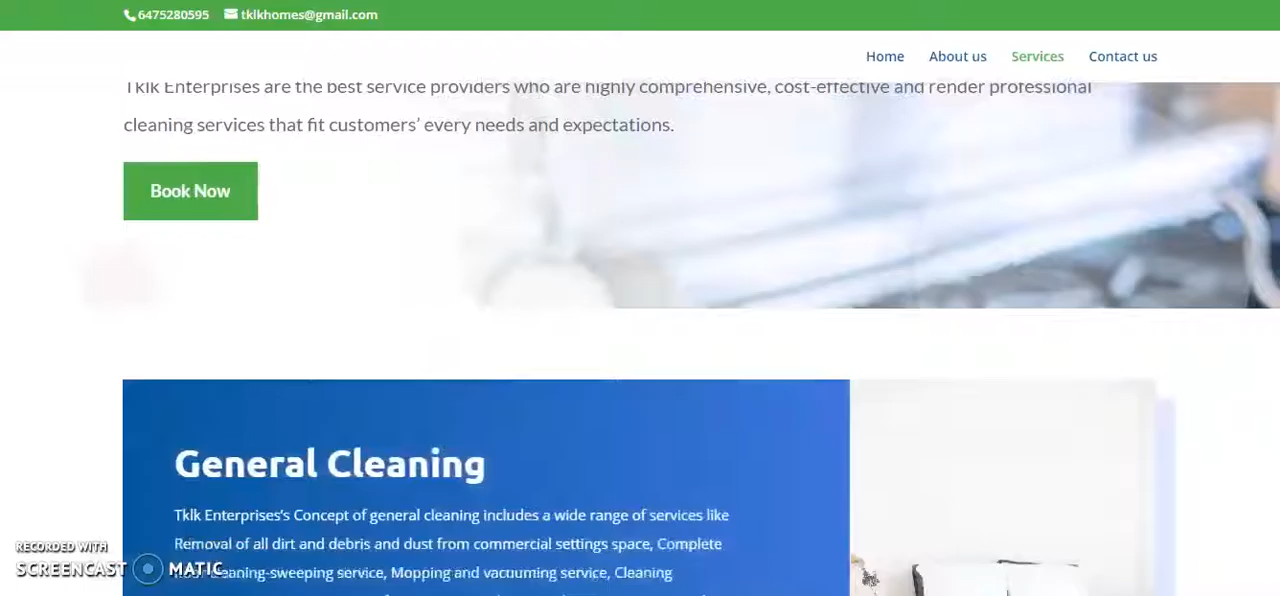 6475280595 tklkhomes@gmail.com
Home About us Services Contact us
Tklk Enterprises are the best service providers who are highly comprehensive, cost-effective and render professional
cleaning services that fit customers’ every needs and expectations.
Book Now
General Cleaning
Tklk Enterprises's Concept of general cleaning includes a wide range of services like
Removal of all dirt and debris and dust from commercial settings space, Complete
cleaning-sweeping service, Mopping and vacuuming service, Cleaning
RECORDED WITH
SCREENCAST MATIC